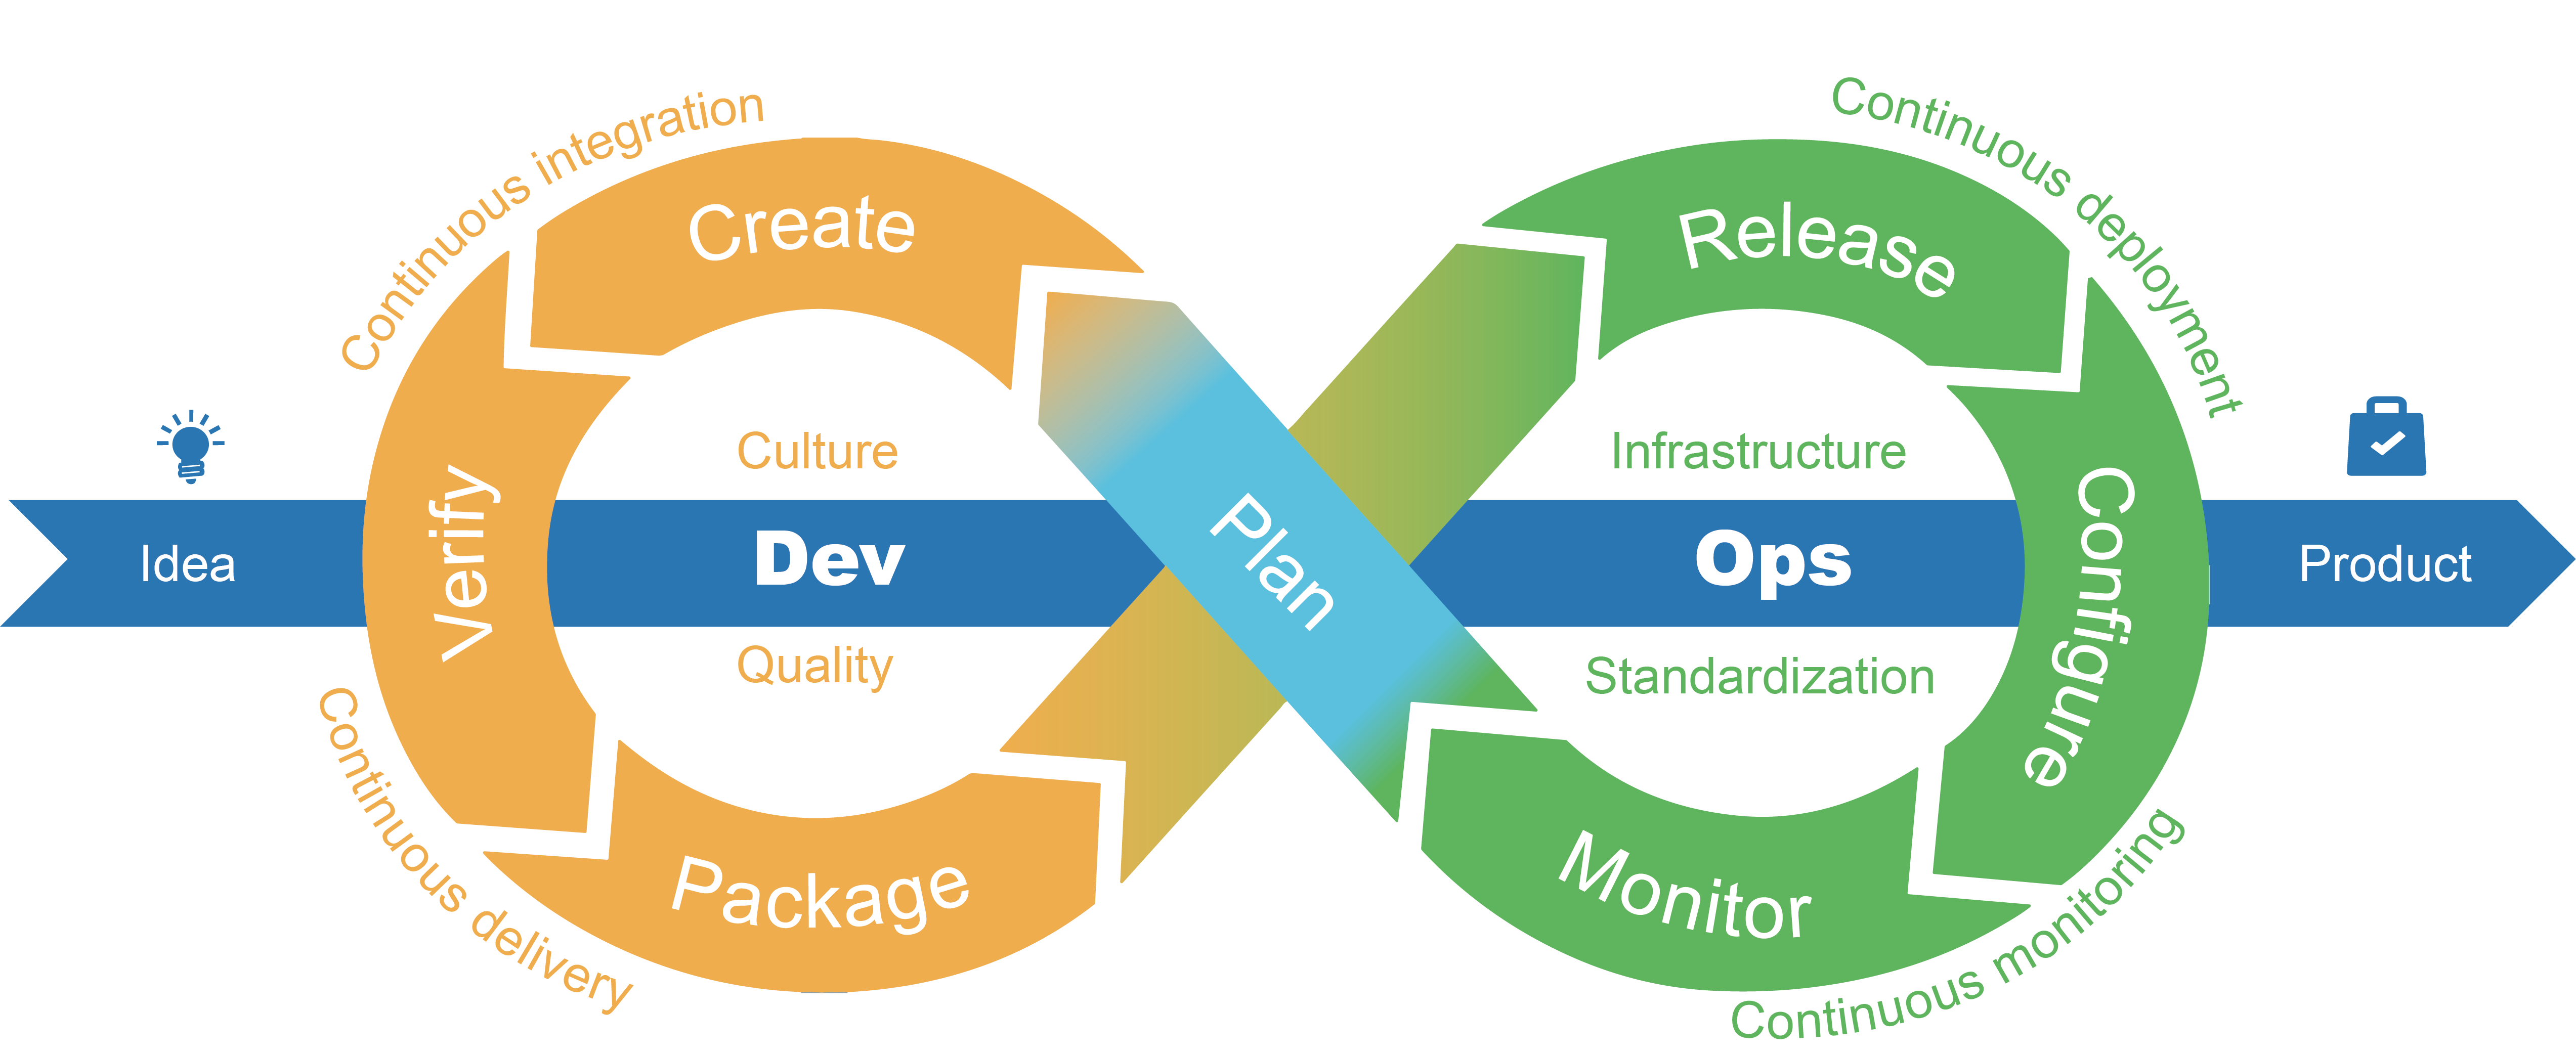 Continuous integration
Create
Verify
Culture
Idea
Dev
Quality
Package
Continuous delivery
Plan
Continuous deployment
Release
Infrastructure
Configure
Ops
Product
Standardization
Monitor
Continuous monitoring